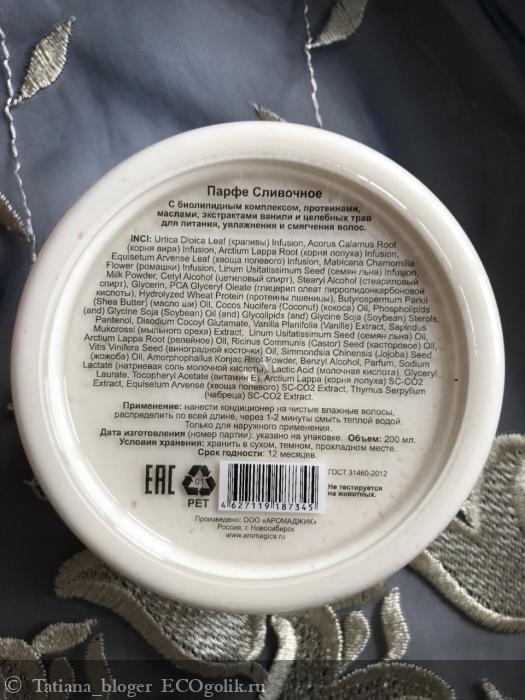 Парфе Сливочное
С биолипидным комплексом, протеинами,
маслами, экстрактами ванили и целебных трав
для питания, увлажнения и смягчения волос.
INCI: Urtica Dioica Leaf (крапивы) Infusion, Acorus Calamus Root
(корня аира) Infusion, Arctium Lappa Root (корня лопуха) Infusion,
Equisetum Arvense Leaf (хвоща полевого) Infusion, Matricaria Chamomilla
Flower (ромашки) Infusion, Linum Usitatissimum Seed (семян льна) Infusion,
Milk Powder, Cetyl Alcohol (цетиловый спирт), Stearyl Alcohol (стеариловый
спирт), Glycerin, PCA Glyceryl Oleate (глицерил олеат пирролидонкарбоновой
кислоты), Hydrolyzed Wheat Protein (протеины пшеницы), Butyrospermum Parkii
(Shea Butter) (масло ши) Oil, Cocos Nucifera (Coconut) (кокоса) Oil, Phospholipids
(and) Glycine Soja (Soybean) Oil (and) Glycolipids (and) Glycine Soja (Soybean) Sterols,
Pantenol, Disodium Cocoyl Glutamate, Vanilla Planifolia (Vanille) Extract, Sapindus
Mukorossi (мыльного ореха) Extract, Linum Usitatissimum Seed (семян льна) Oil,
Arctium Lappa Root (репейное) Oil, Ricinus Communis (Castor) Seed (касторовое) Oil,
Vitis Vinifera Seed (виноградной косточки) Oil, Simmondsia Chinensis (Jojoba) Seed
(жожоба) Oil, Amorphophallus Konjac Root Powder, Benzyl Alcohol, Parfum, Sodium
Lactate (натриевая соль молочной кислоты), Lactic Acid (молочная кислота), Glyceryl
Laurate, Tocopheryl Acetate (витамин Е), Arctium Lappa (корня лопуха) SC-CO2
Extract, Equisetum Arvense (хвоща полевого) SC-CO2 Extract, Thymus Serpyllum
(чабреца) SC-CO2 Extract.
Применение: нанести кондиционер на чистые влажные волосы,
распределить по всей длине, через 1-2 минуты смыть теплой водой.
Только для наружного применения.
Дата изготовления (номер партии): указано на упаковке. Объем: 200 мл.
Условия хранения: хранить в сухом, темном, прохладном месте.
Срок годности: 12 месяцев.
ЕАС
01
PET
4627119187345
ГОСТ 31460-2012
Не тестируется
на животных.
Произведено: ООО «АРОМАДЖИК»
Россия, г. Новосибирск
www.aromagica.ru
© Tatiana_bloger ECOgolik.ru